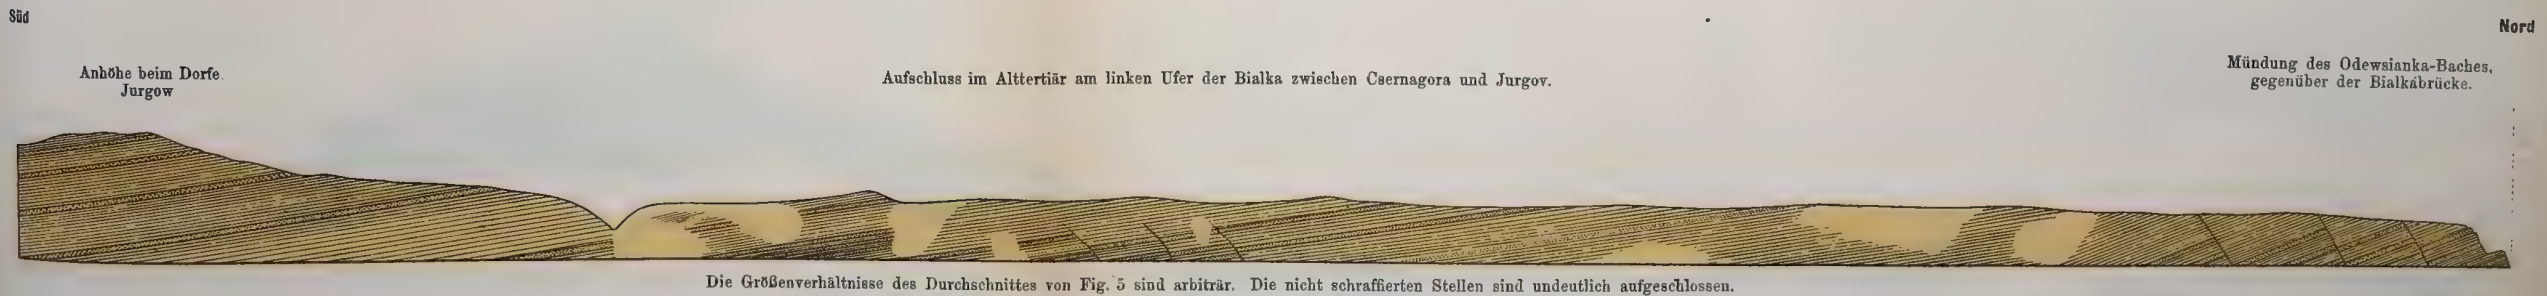 Süd
Nord
Anhöhe beim Dorfe.
Jurgow
Aufschluss im Alttertiär am linken Ufer der Bialka zwischen Csernagora und Jurgov.
Mündung des Odewsianka-Baches,
gegenüber der Bialkabrücke.
Die Größenverhältnisse des Durchschnittes von Fig. 5 sind arbiträr. Die nicht schraffierten Stellen sind undeutlich aufgeschlossen.